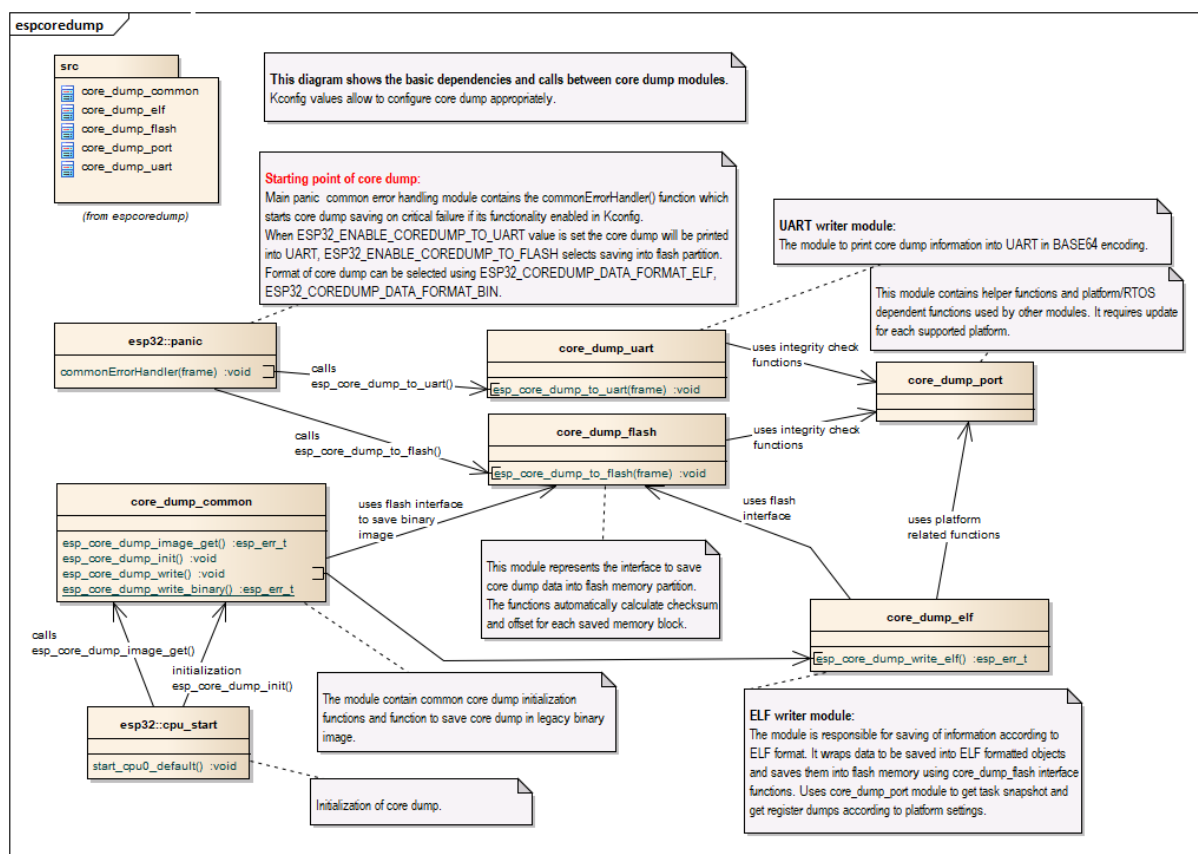 espcoredump
src
core_dump_common
core_dump_elf
core_dump_flash
core_dump_port
core_dump_uart
(from espcoredump)
This diagram shows the basic dependencies and calls between core dump modules.
Kconfig values allow to configure core dump appropriately.
Starting point of core dump:
Main panic common error handling module contains the commonErrorHandler() function which
starts core dump saving on critical failure if its functionality enabled in Kconfig.
When ESP32_ENABLE_COREDUMP_TO_UART value is set the core dump will be printed
into UART, ESP32_ENABLE_COREDUMP_TO_FLASH selects saving into flash partition.
Format of core dump can be selected using ESP32_COREDUMP_DATA_FORMAT_ELF,
ESP32_COREDUMP_DATA_FORMAT_BIN.
UART writer module:
The module to print core dump information into UART in BASE64 encoding.
This module contains helper functions and platform/RTOS
dependent functions used by other modules. It requires update
for each supported platform.
esp32::panic
commonErrorHandler(frame) :void
calls
esp_core_dump_to_uart()
core_dump_uart
esp_core_dump_to_uart(frame) :void
uses integrity check
functions
core_dump_port
calls
esp_core_dump_to_flash()
core_dump_flash
esp_core_dump_to_flash(frame) :void
uses integrity check
functions
core_dump_common
esp_core_dump_image_get() :esp_err_t
esp_core_dump_init() :void
esp_core_dump_write() :void
esp_core_dump_write_binary() :esp_err_t
uses flash interface
to save binary
image
uses flash
interface
uses platform
related functions
This module represents the interface to save
core dump data into flash memory partition.
The functions automatically calculate checksum
and offset for each saved memory block.
core_dump_elf
esp_core_dump_write_elf() :esp_err_t
calls
esp_core_dump_image_get()
initialization
esp_core_dump_init()
The module contain common core dump initialization
functions and function to save core dump in legacy binary
image.
esp32::cpu_start
start_cpu0_default() :void
Initialization of core dump.
ELF writer module:
The module is responsible for saving of information according to
ELF format. It wraps data to be saved into ELF formatted objects
and saves them into flash memory using core_dump_flash interface
functions. Uses core_dump_port module to get task snapshot and
get register dumps according to platform settings.